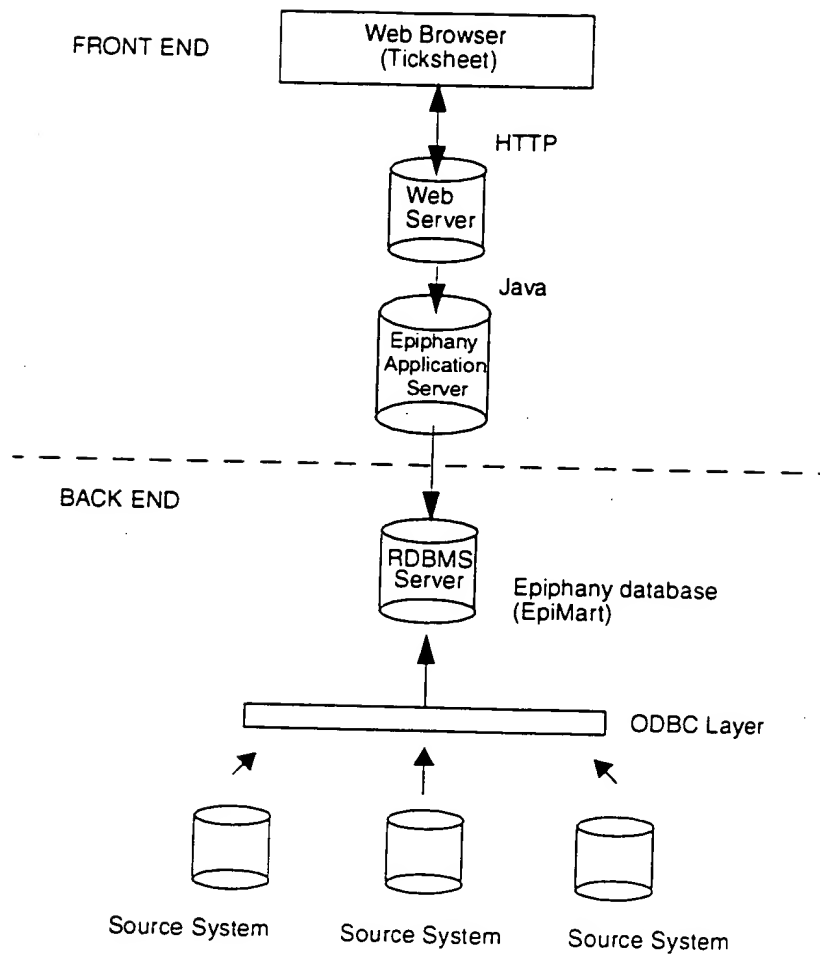 FRONT END
Web Browser
(Ticksheet)
HTTP
Web
Server
Java
Epiphany
Application
Server
BACK END
RDBMS
Server
Epiphany database
(EpiMart)
ODBC Layer
Source System
Source System
Source System